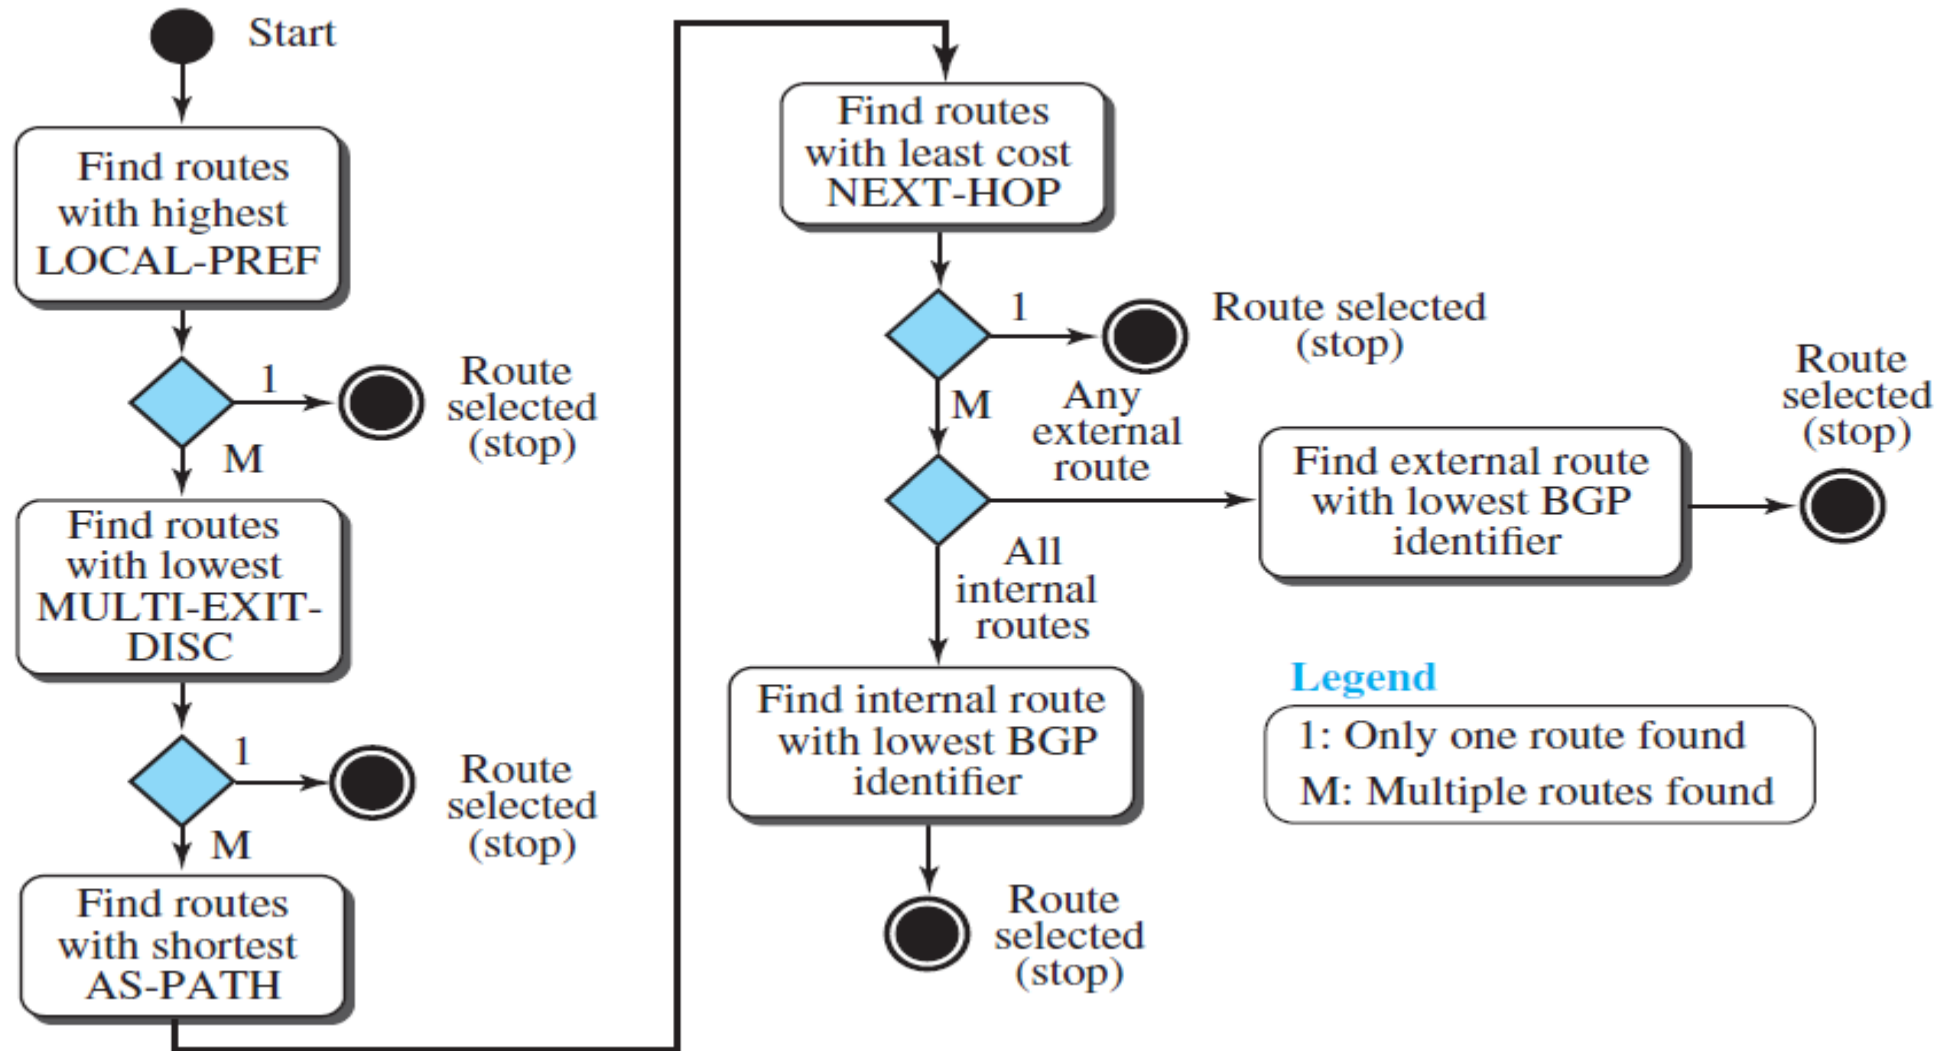 Start
Find routes
with highest
LOCAL-PREF
1
Route
selected
(stop)
M
Find routes
with lowest
MULTI-EXIT-
DISC
1
Route
selected
(stop)
M
Find routes
with shortest
AS-PATH
Find routes
with least cost
NEXT-HOP
1
Route selected
(stop)
M
Any
external
route
Find external route
with lowest BGP
identifier
Route
selected
(stop)
All
internal
routes
Find internal route
with lowest BGP
identifier
Route
selected
(stop)
Legend
1: Only one route found
M: Multiple routes found